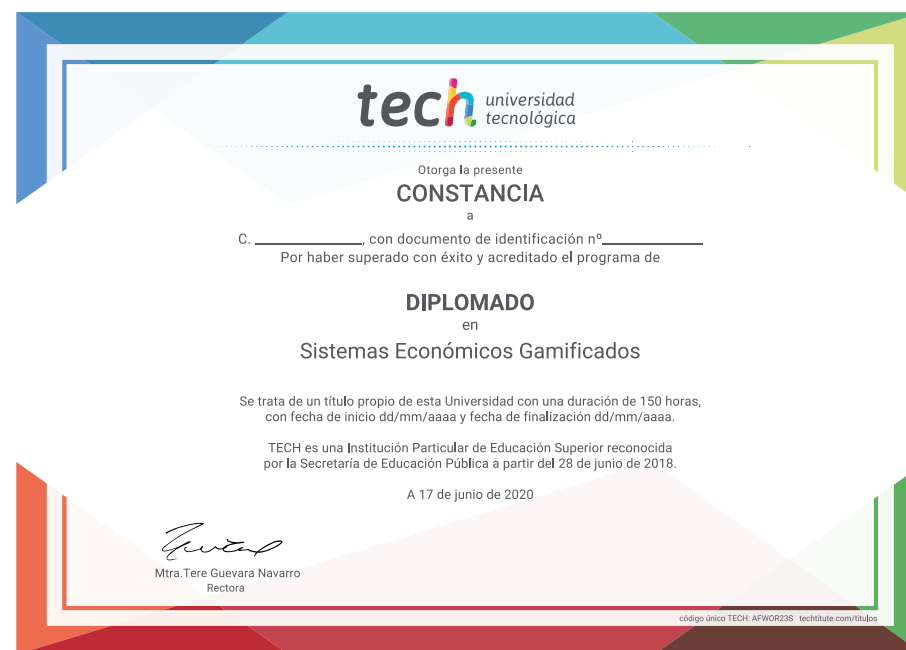 tech universidad
tecnológica
Otorga la presente
CONSTANCIA
a
C. ____________, con documento de identificación nº____________
Por haber superado con éxito y acreditado el programa de
DIPLOMADO
en
Sistemas Económicos Gamificados
Se trata de un título propio de esta Universidad con una duración de 150 horas,
con fecha de inicio dd/mm/aaaa y fecha de finalización dd/mm/aaaa.
TECH es una Institución Particular de Educación Superior reconocida
por la Secretaría de Educación Pública a partir del 28 de junio de 2018.
A 17 de junio de 2020
Mtra.Tere Guevara Navarro
Rectora
código único TECH: AFWOR23S techtitute.com/titulos